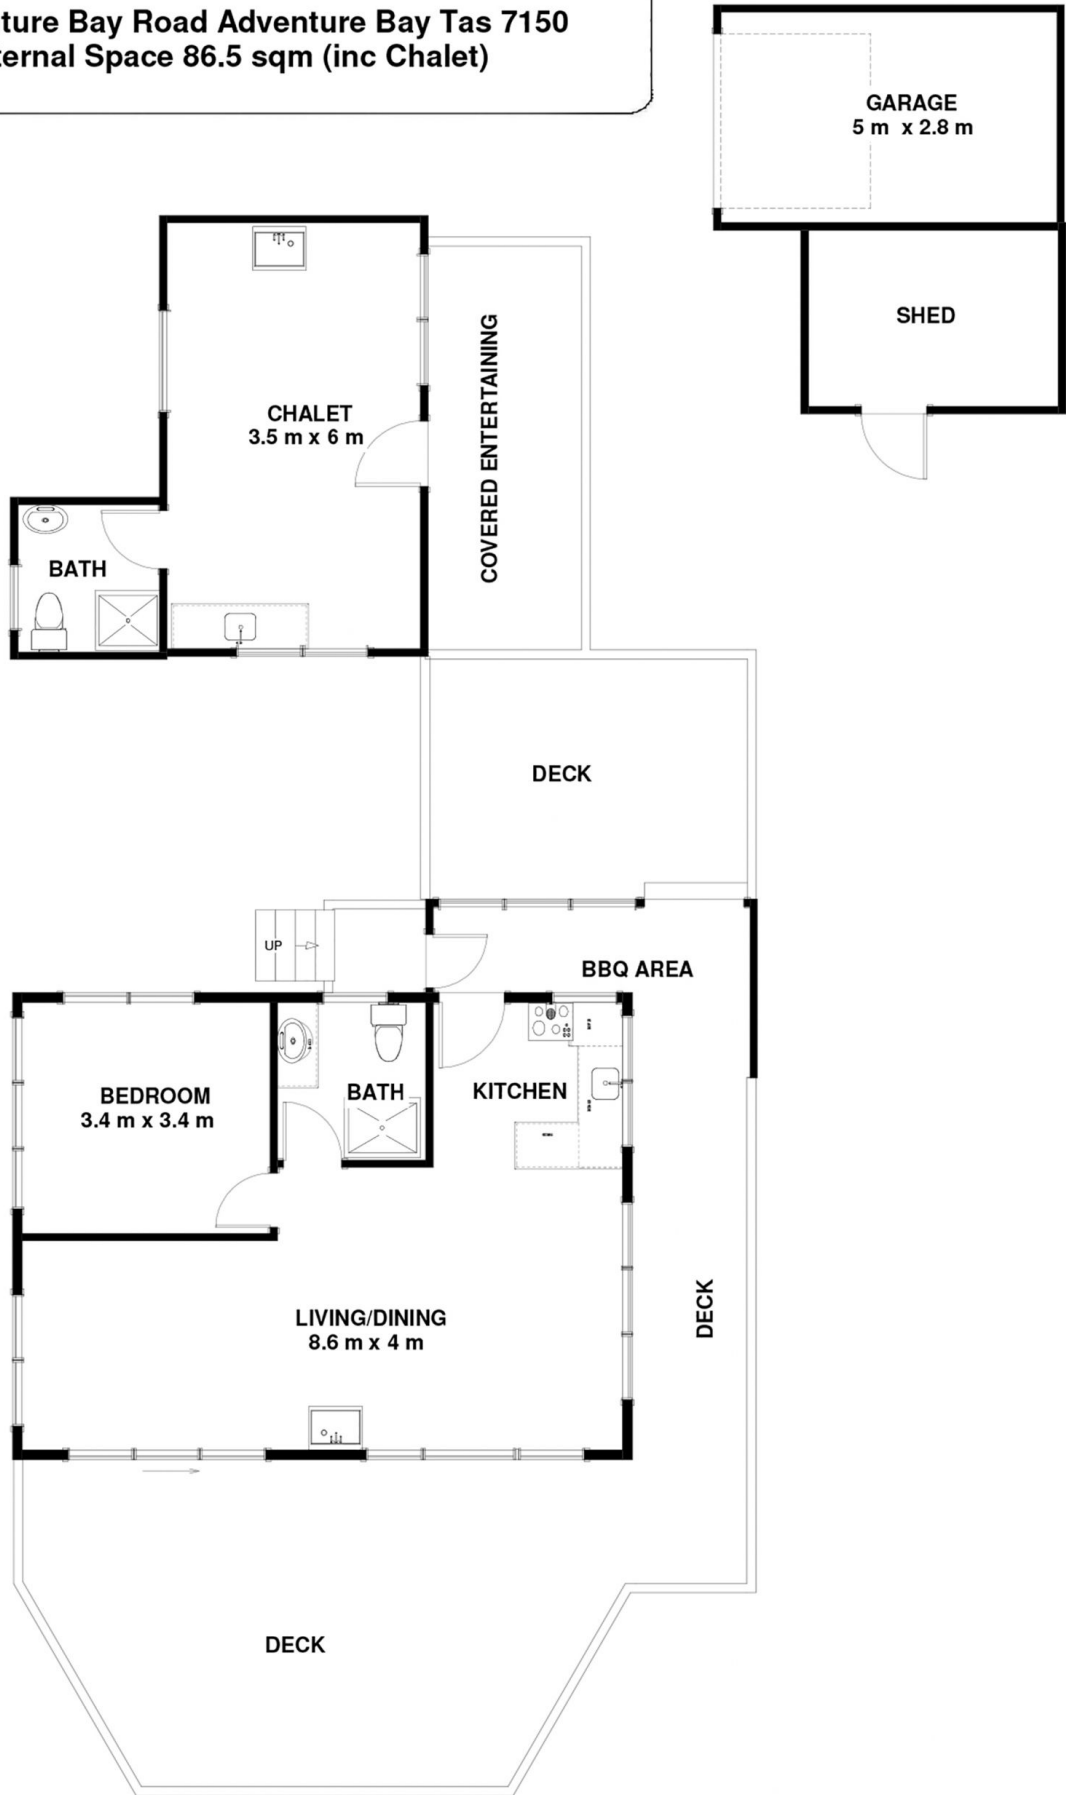 ture Bay Road Adventure Bay Tas 7150
ernal Space 86.5 sqm (inc Chalet)
GARAGE
5 m x 2.8 m
SHED
CHALET
3.5 m x 6 m
COVERED ENTERTAINING
BATH
DECK
UP
BBQ AREA
BEDROOM
3.4 m x 3.4 m
BATH
KITCHEN
LIVING/DINING
8.6 m x 4 m
DECK
DECK